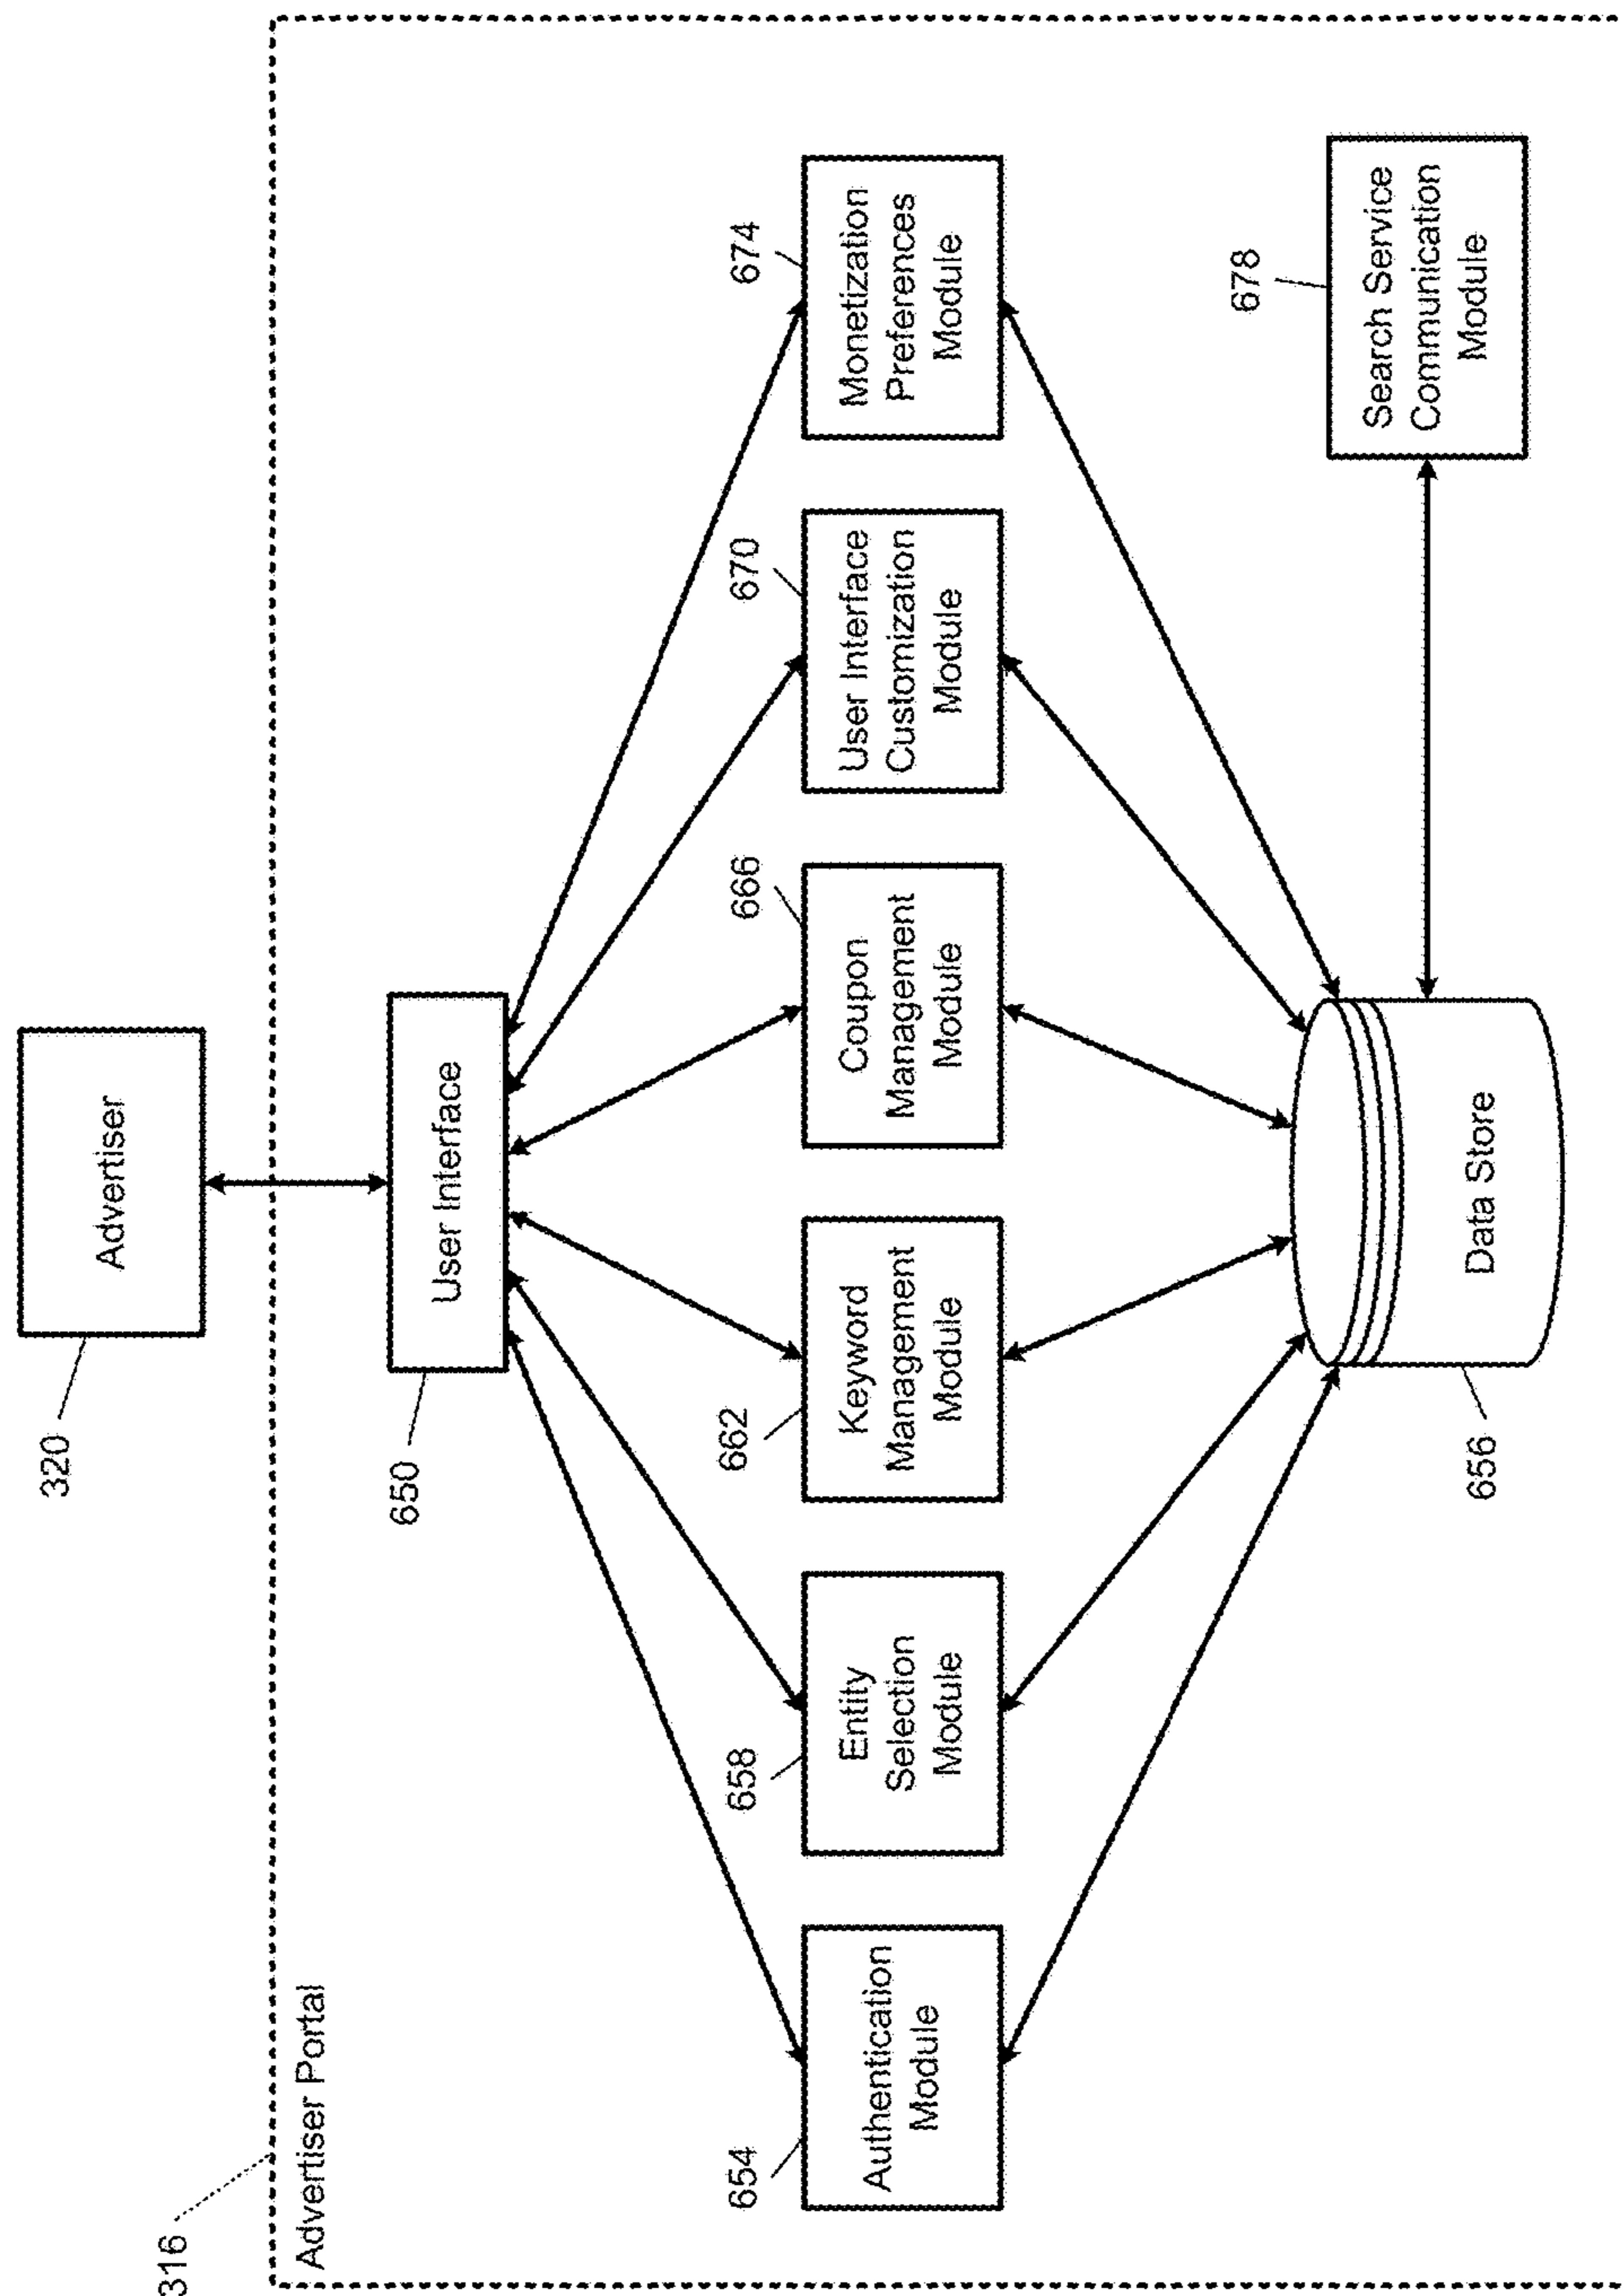 320
Advertiser
316
Advertiser Portal
650
User Interface
654
Authentication
Module
658
Entity
Selection
Module
662
Keyword
Management
Module
666
Coupon
Management
Module
670
User Interface
Customization
Module
674
Monetization
Preferences
Module
656
Data Store
678
Search Service
Communication
Module